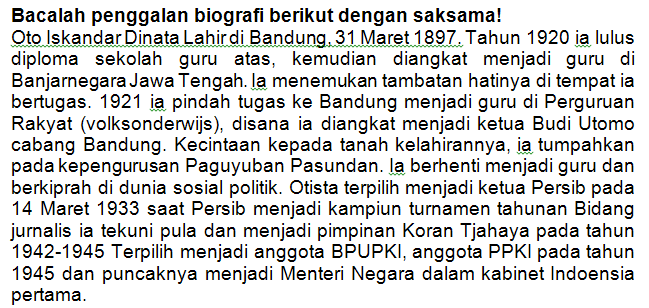 Bacalah penggalan biografi berikut dengan saksama!
Oto Iskandar Dinata Lahir di Bandung, 31 Maret 1897. Tahun 1920 ia lulus
diploma sekolah guru atas, kemudian diangkat menjadi guru di
Banjarnegara Jawa Tengah. Ia menemukan tambatan hatinya di tempat ia
bertugas. 1921 ia pindah tugas ke Bandung menjadi guru di Perguruan
Rakyat (volksonderwijs), disana ia diangkat menjadi ketua Budi Utomo
cabang Bandung. Kecintaan kepada tanah kelahirannya, ia tumpahkan
pada kepengurusan Paguyuban Pasundan. Ia berhenti menjadi guru dan
berkiprah di dunia sosial politik. Otista terpilih menjadi ketua Persib pada
14 Maret 1933 saat Persib menjadi kampiun turnamen tahunan Bidang
jurnalis ia tekuni pula dan menjadi pimpinan Koran Tjahaya pada tahun
1942-1945 Terpilih menjadi anggota BPUPKI, anggota PPKI pada tahun
1945 dan puncaknya menjadi Menteri Negara dalam kabinet Indoensia
pertama.